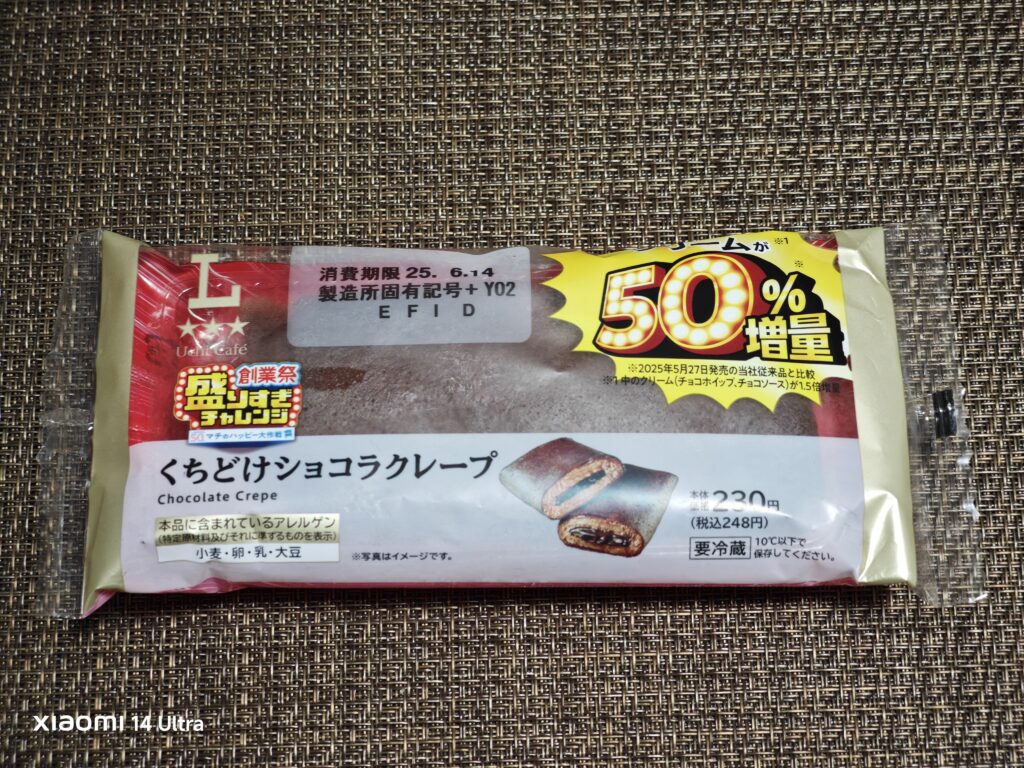 L
Uchi Café
創業祭
盛りすぎ
チャレンジ
マチのハッピー大作戦
消費期限 25. 6.14
製造所固有記号+Y02
E F I D
ームが ※1
50%※
増量
※2025年5月27日発売の当社従来品と比較
※1 中のクリーム(チョコホイップ、チョコソース)が1.5倍増量
くちどけショコラクレープ
Chocolate Crepe
本品に含まれているアレルゲン
(特定原材料及びそれに準ずるものを表示)
小麦・卵・乳・大豆
※写真はイメージです。
本体価格 230円
(税込248円)
要冷蔵 10℃以下で
保存してください。
xiaomi 14 Ultra